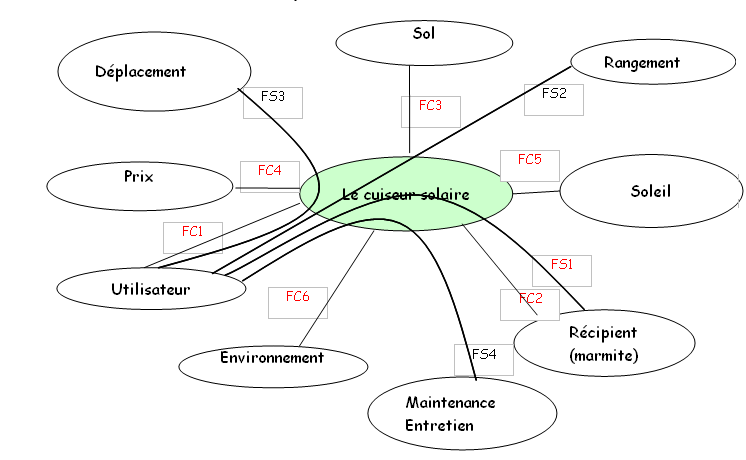 Sol
Déplacement
Rangement
FS3
FS2
FC3
FC5
FC4
Prix
Le cuiseur solaire
Soleil
FC1
Utilisateur
FS1
FC6
FC2
Récipient
(marmite)
Environnement
FS4
Maintenance
Entretien